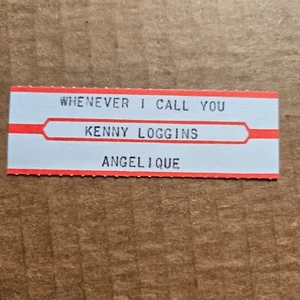 WHENEVER I CALL YOU
KENNY LOGGINS
ANGELIQUE